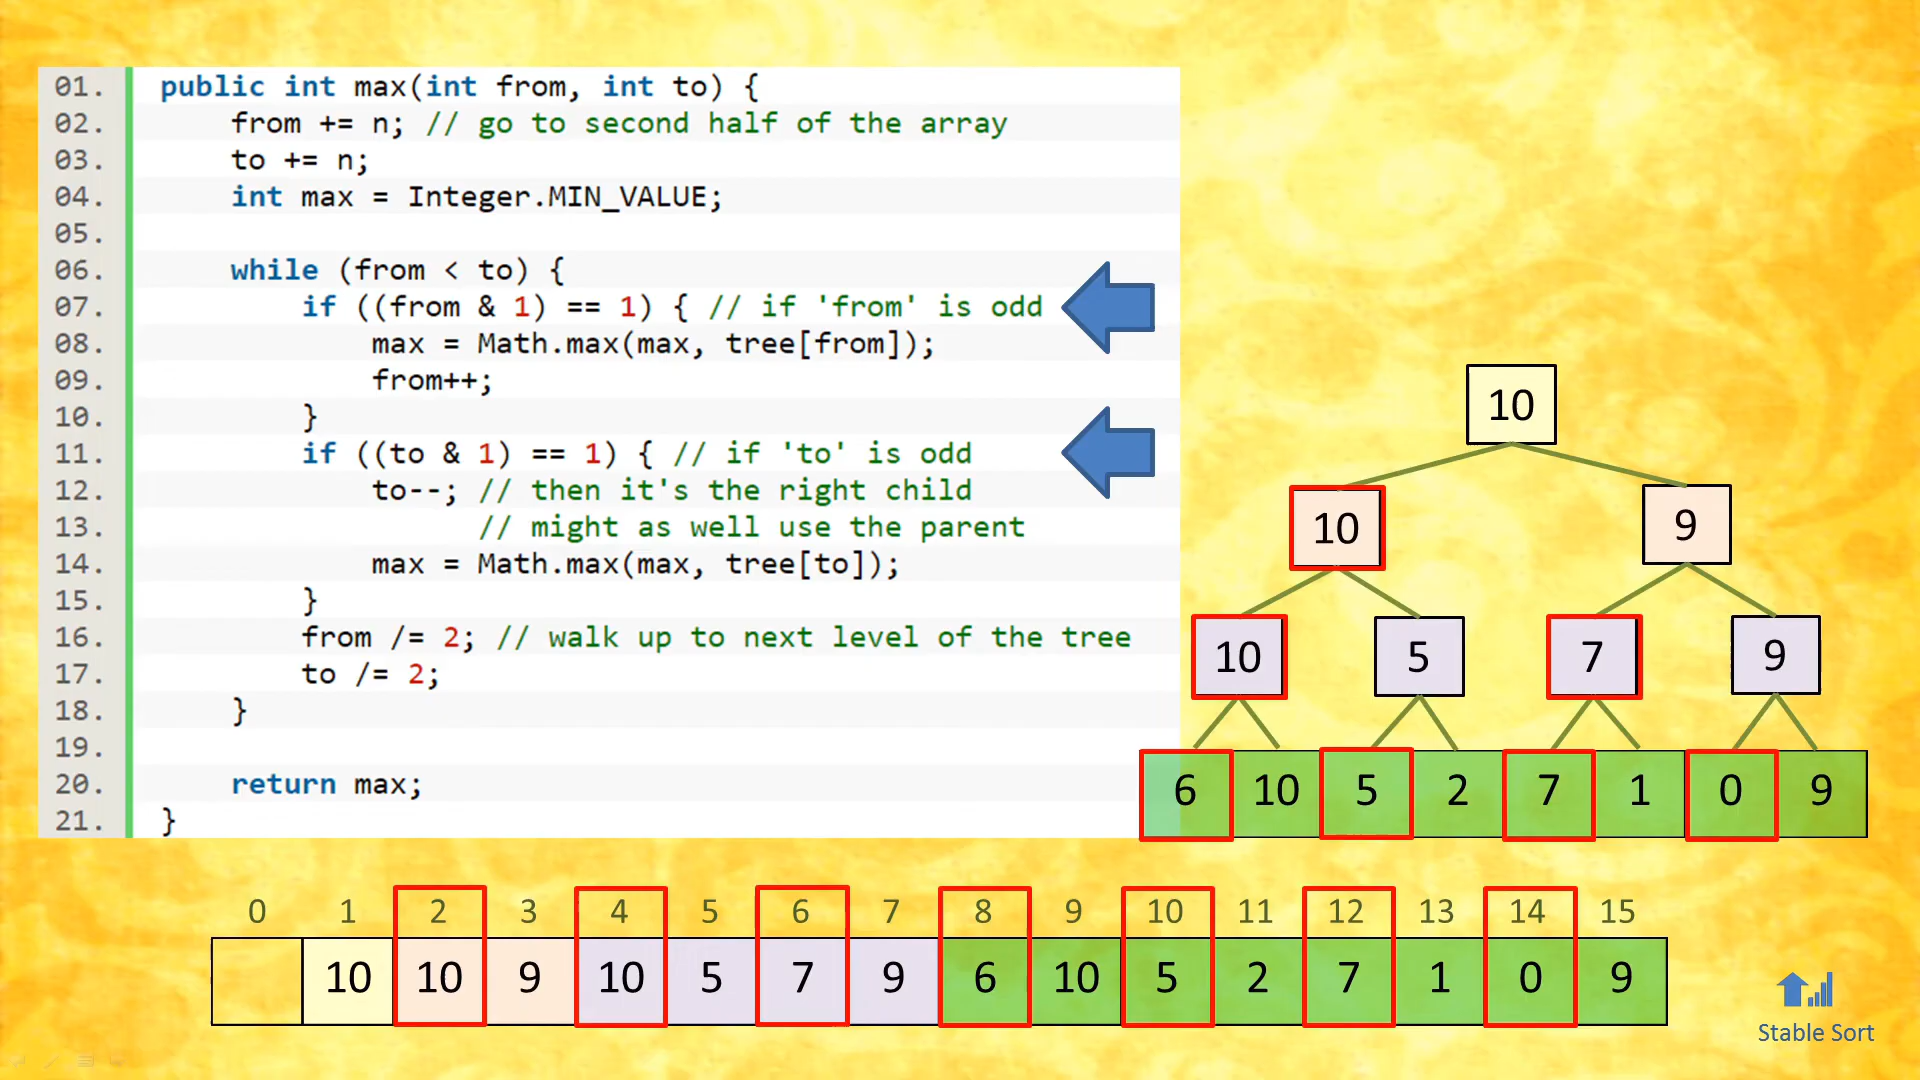 01. public int max(int from, int to) {
02. from += n; // go to second half of the array
03. to += n;
04. int max = Integer.MIN_VALUE;
05.
06. while (from < to) {
07. if ((from & 1) == 1) { // if 'from' is odd
08. max = Math.max(max, tree[from]);
09. from++;
10. }
11. if ((to & 1) == 1) { // if 'to' is odd
12. to--; // then it's the right child
13. // might as well use the parent
14. max = Math.max(max, tree[to]);
15. }
16. from /= 2; // walk up to next level of the tree
17. to /= 2;
18. }
19.
20. return max;
21. }
10
10 9
10 5 7 9
6 10 5 2 7 1 0 9
0 1 2 3 4 5 6 7 8 9 10 11 12 13 14 15
10 10 9 10 5 7 9 6 10 5 2 7 1 0 9
Stable Sort